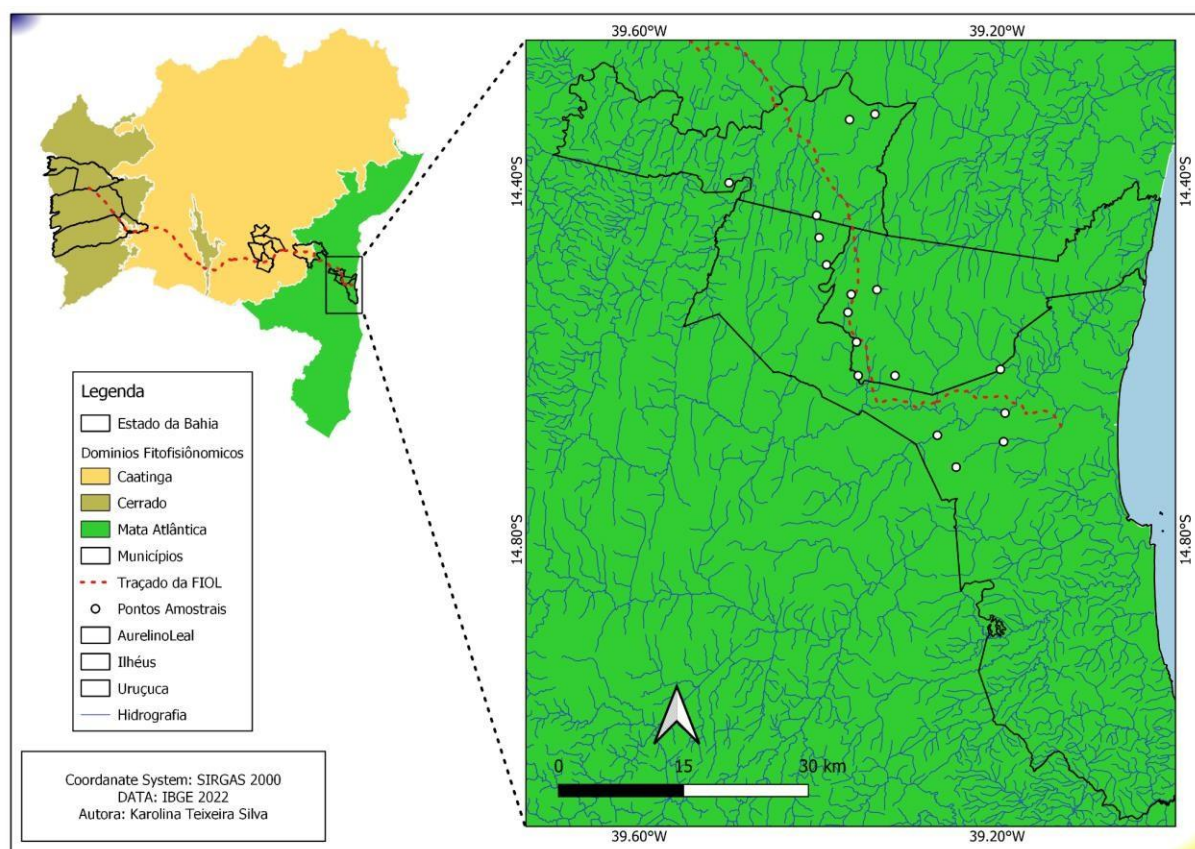 39.60°W
39.20°W
14.40°S
14.40°S
14.80°S
14.80°S
Legenda
Estado da Bahia
Dominios Fitofisiônomicos
Caatinga
Cerrado
Mata Atlântica
Municípios
Traçado da FIOL
Pontos Amostrais
AurelinoLeal
Ilhéus
Uruçuca
Hidrografia
Coordanate System: SIRGAS 2000
DATA: IBGE 2022
Autora: Karolina Teixeira Silva
0
15
30 km
39.60°W
39.20°W